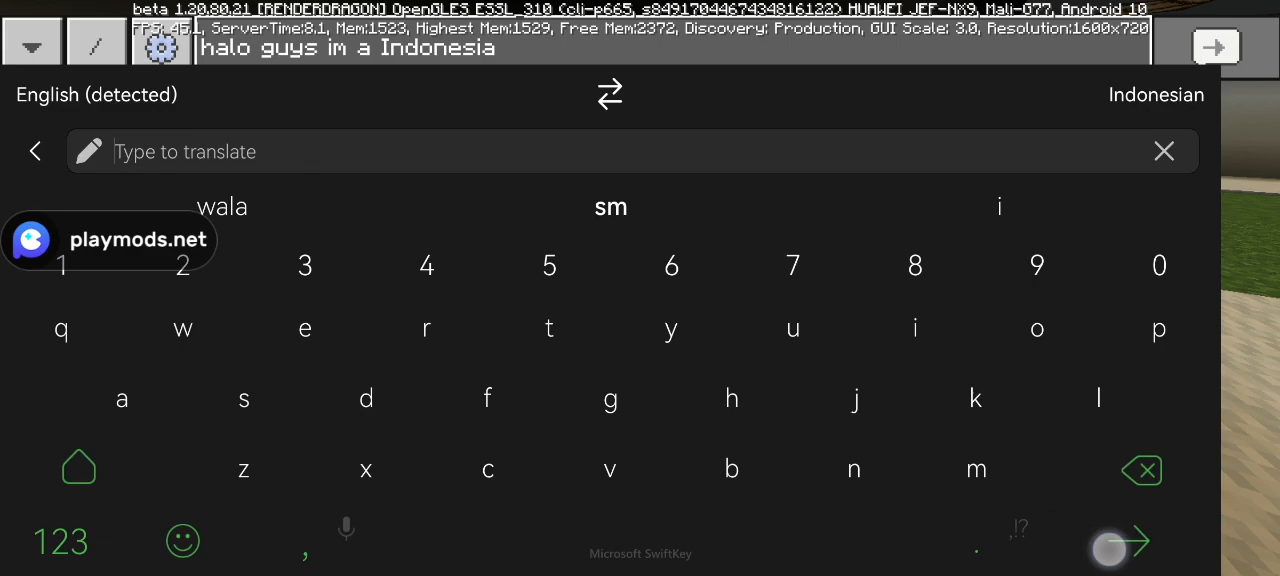 beta 1.20.80.21 [RENDERDRAGON] OpenGLES ESSL_310 (cli-p665, s8491704467434816122) HUAWEI JEF-NX9, Mali-G77, Android 10
FPS: 45.1, ServerTime:8.1, Mem:1523, Highest Mem:1529, Free Mem:2372, Discovery: Production, GUI Scale: 3.0, Resolution:1600x720
/
halo guys im a Indonesia
English (detected)
Indonesian
Type to translate
wala sm i
playmods.net
1 2 3 4 5 6 7 8 9 0
q w e r t y u i o p
a s d f g h j k l
z x c v b n m
,!?
123 , Microsoft SwiftKey .